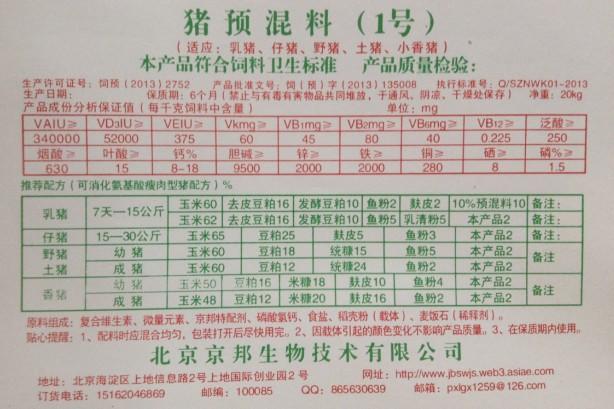 猪预混料（1号）
（适应：乳猪、仔猪、野猪、土猪、小香猪）
本产品符合饲料卫生标准 产品质量检验：
生产许可证号：饲预（2013）2752 产品批准文号：饲（预）字（2013）135008 执行标准号：Q/SZNWK01-2013
生产日期： 保质期：6个月（禁止与有毒有害物品共同堆放，于通风、阴凉，干燥处保存） 净重：20kg
产品成份分析保证值（每千克饲料中含量） 单位：mg
VAIU≥ VD₃IU≥ VEIU≥ Vkmg≥ VB₁mg≥ VB₂mg≥ VB₆mg≥ VB₁₂≥ 泛酸≥
340000 52000 375 60 45 80 40 0.225 250
烟酸≥ 叶酸≥ 钙% 胆碱≥ 锌≥ 铁≥ 铜≥ 硒≥ 磷%≥
630 15 8-18 9500 2000 2000 280 8 1.5
推荐配方（可消化氨基酸瘦肉型猪配方）%
乳猪 7天—15公斤 玉米60 去皮豆粕16 发酵豆粕10 鱼粉2 麸皮2 10%预混料10 备注：
玉米62 去皮豆粕16 发酵豆粕10 鱼粉5 乳清粉5 本产品2 备注：
仔猪 15—30公斤 玉米65 豆粕25 麸皮5 鱼粉3 本产品2 备注：
野猪 幼猪 玉米60 豆粕18 统糠15 鱼粉5 本产品2 备注
土猪 成猪 玉米60 豆粕12 统糠24 鱼粉2 本产品2
香猪 幼猪 玉米50 豆粕16 米糠18 麸皮10 鱼粉4 本产品2 备注
成猪 玉米48 豆粕12 米糠20 麸皮16 鱼粉2 本产品2
原料组成：复合维生素、微量元素、京邦特配剂、磷酸氢钙、食盐、稻壳粉（载体）、麦饭石（稀释剂）。
贴心提醒：1、配料时应混合均匀，包装打开后尽快用完。2、因载体引起的颜色变化不影响产品质量。3、在保质期内使用。
北京京邦生物技术有限公司
地址：北京海淀区上地信息路2号上地国际创业园2号 网址：http://www.jbswjs.web3.asiae.com
订货电话：15162046869 邮编：100085 QQ：865630639 邮箱：pxlgx1259@126.com